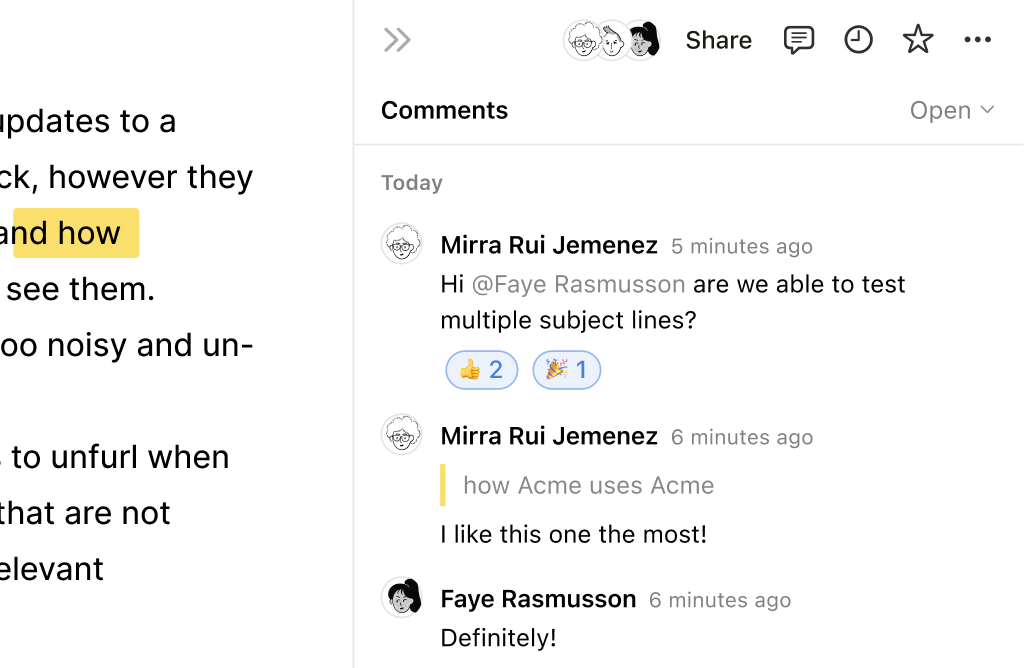 Share
Comments
Open
updates to a
ck, however they
and how
see them.
oo noisy and un-
s to unfurl when
that are not
elevant
Today
Mirra Rui Jemenez 5 minutes ago
Hi @Faye Rasmusson are we able to test
multiple subject lines?
👍 2 🎉 1
Mirra Rui Jemenez 6 minutes ago
how Acme uses Acme
I like this one the most!
Faye Rasmusson 6 minutes ago
Definitely!